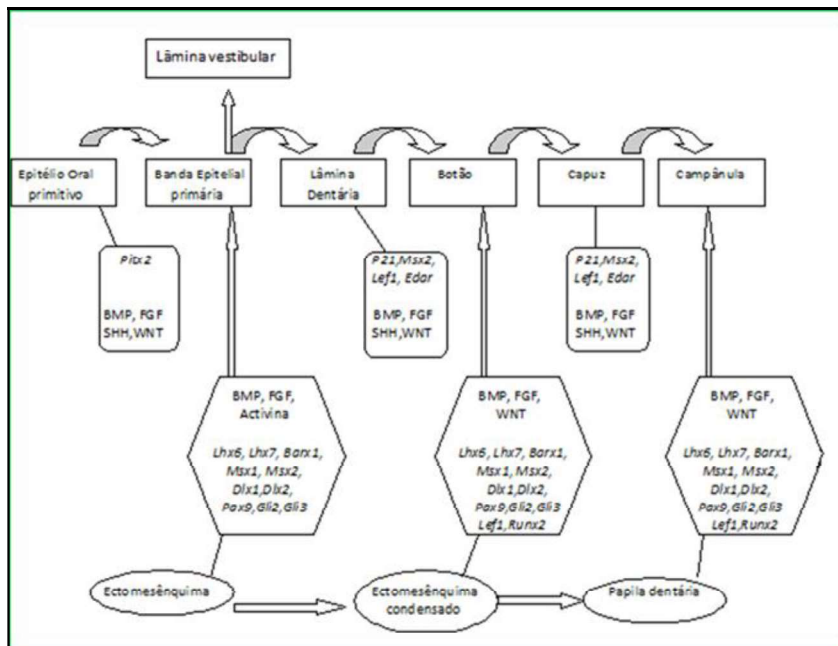 Lâmina vestibular
Epitélio Oral
primitivo
Banda Epitelial
primária
Lâmina
Dentária
Botão
Capuz
Campânula
Pitx2
BMP, FGF
SHH,WNT
P21,Msx2,
Lef1, Edar
BMP, FGF
SHH,WNT
P21,Msx2,
Lef1, Edar
BMP, FGF
SHH,WNT
BMP, FGF,
Activina
Lhx6, Lhx7, Barx1,
Msx1, Msx2,
Dlx1,Dlx2,
Pax9,Gli2,Gli3
BMP, FGF,
WNT
Lhx6, Lhx7, Barx1,
Msx1, Msx2,
Dlx1,Dlx2,
Pax9,Gli2,Gli3
Lef1,Runx2
BMP, FGF,
WNT
Lhx6, Lhx7, Barx1,
Msx1, Msx2,
Dlx1,Dlx2,
Pax9,Gli2,Gli3
Lef1,Runx2
Ectomesênquima
Ectomesênquima
condensado
Papila dentária